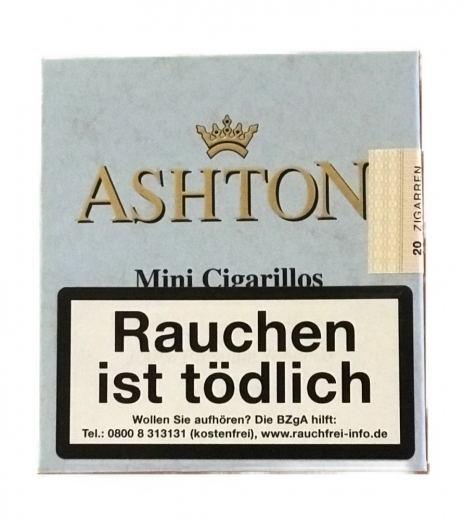 ASHTON
20 ZIGARREN
Mini Cigarillos
Rauchen
ist tödlich
Wollen Sie aufhören? Die BZgA hilft:
Tel.: 0800 8 313131 (kostenfrei), www.rauchfrei-info.de